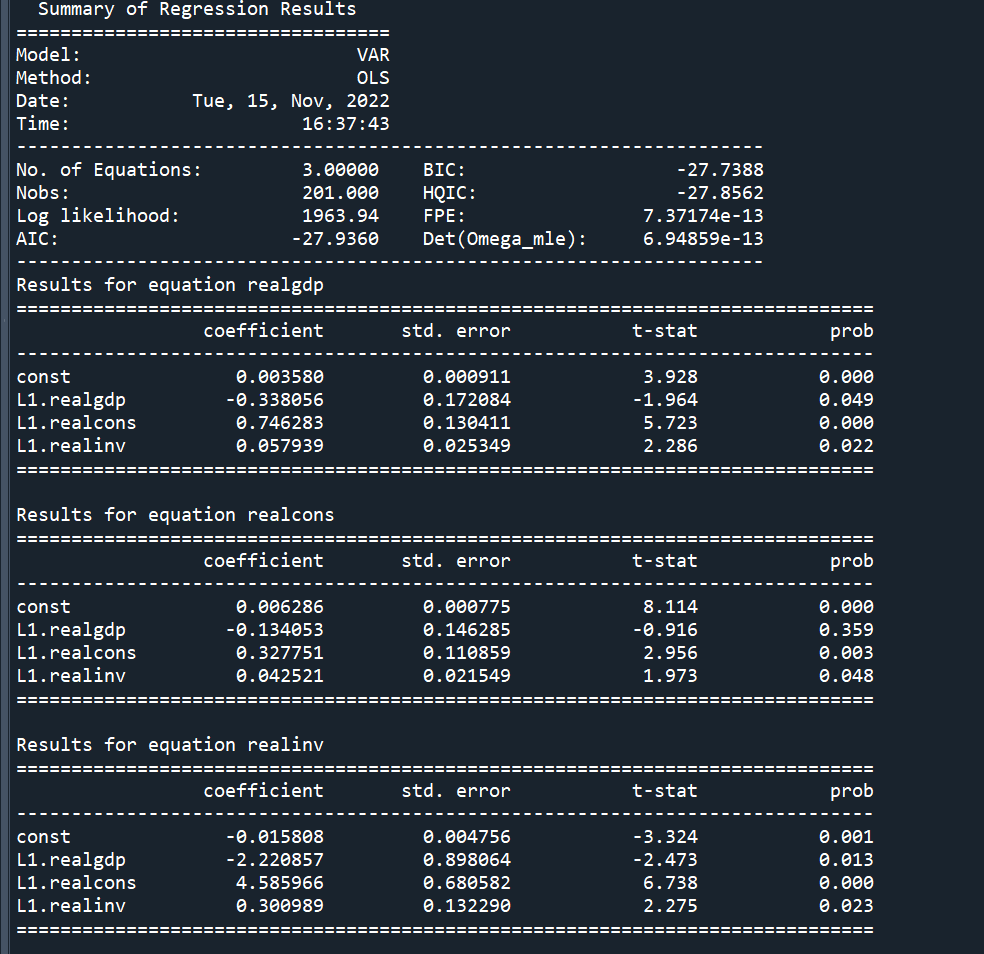 Summary of Regression Results
==================================
Model:                         VAR
Method:                        OLS
Date:           Tue, 15, Nov, 2022
Time:                     16:37:43
--------------------------------------------------------------------
No. of Equations:         3.00000    BIC:                   -27.7388
Nobs:                     201.000    HQIC:                  -27.8562
Log likelihood:           1963.94    FPE:                7.37174e-13
AIC:                     -27.9360    Det(Omega_mle):     6.94859e-13
--------------------------------------------------------------------
Results for equation realgdp
==============================================================================
                 coefficient       std. error           t-stat            prob
------------------------------------------------------------------------------
const               0.003580         0.000911            3.928           0.000
L1.realgdp         -0.338056         0.172084           -1.964           0.049
L1.realcons         0.746283         0.130411            5.723           0.000
L1.realinv          0.057939         0.025349            2.286           0.022
==============================================================================

Results for equation realcons
==============================================================================
                 coefficient       std. error           t-stat            prob
------------------------------------------------------------------------------
const               0.006286         0.000775            8.114           0.000
L1.realgdp         -0.134053         0.146285           -0.916           0.359
L1.realcons         0.327751         0.110859            2.956           0.003
L1.realinv          0.042521         0.021549            1.973           0.048
==============================================================================

Results for equation realinv
==============================================================================
                 coefficient       std. error           t-stat            prob
------------------------------------------------------------------------------
const              -0.015808         0.004756           -3.324           0.001
L1.realgdp         -2.220857         0.898064           -2.473           0.013
L1.realcons         4.585966         0.680582            6.738           0.000
L1.realinv          0.300989         0.132290            2.275           0.023
==============================================================================